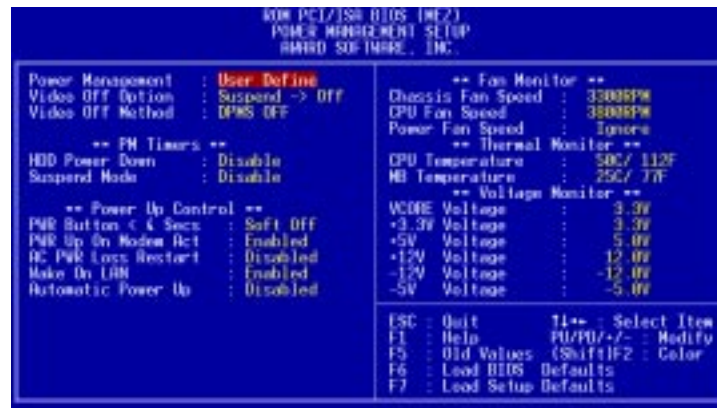 ROM PCI/ISA BIOS (ME2)
POWER MANAGEMENT SETUP
AWARD SOFTWARE, INC.
Power Management : User Define
Video Off Option : Suspend -> Off
Video Off Method : DPMS OFF
** PM Timers **
HDD Power Down : Disable
Suspend Mode : Disable
** Power Up Control **
PWR Button < 4 Secs : Soft Off
PWR Up On Modem Act : Enabled
AC PWR Loss Restart : Disabled
Wake On LAN : Enabled
Automatic Power Up : Disabled
** Fan Monitor **
Chassis Fan Speed : 3300RPM
CPU Fan Speed : 3800RPM
Power Fan Speed : Ignore
** Thermal Monitor **
CPU Temperature : 50C/ 112F
MB Temperature : 25C/ 77F
** Voltage Monitor **
VCORE Voltage : 3.3V
+3.3V Voltage : 3.3V
+5V Voltage : 5.0V
+12V Voltage : 12.0V
-12V Voltage : -12.0V
-5V Voltage : -5.0V
ESC : Quit ↑↓→← : Select Item
F1 : Help PU/PD/+/- : Modify
F5 : Old Values (Shift)F2 : Color
F6 : Load BIOS Defaults
F7 : Load Setup Defaults